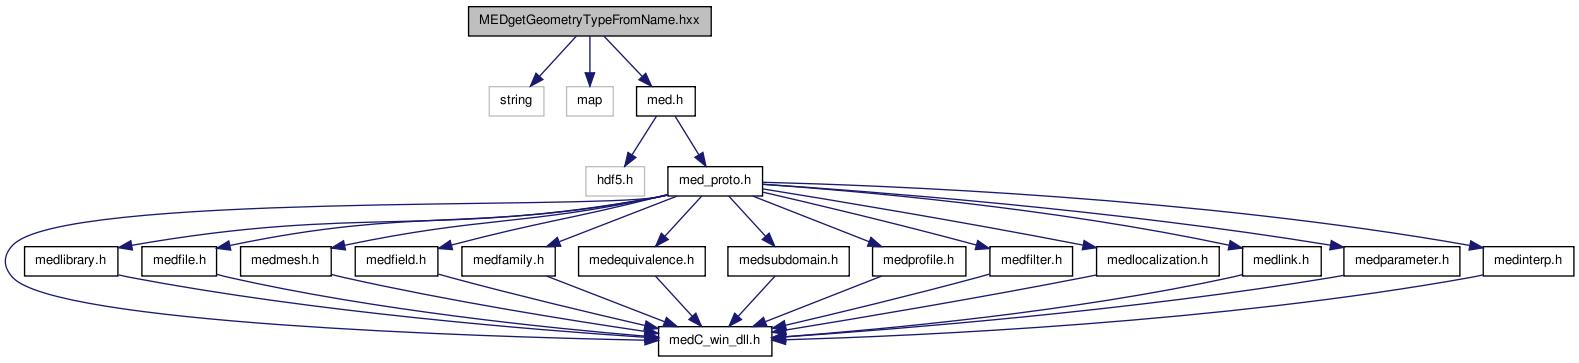 MEDgetGeometryTypeFromName.hxx
string
map
med.h
hdf5.h
med_proto.h
medlibrary.h
medfile.h
medmesh.h
medfield.h
medfamily.h
medequivalence.h
medsubdomain.h
medprofile.h
medfilter.h
medlocalization.h
medlink.h
medparameter.h
medinterp.h
medC_win_dll.h